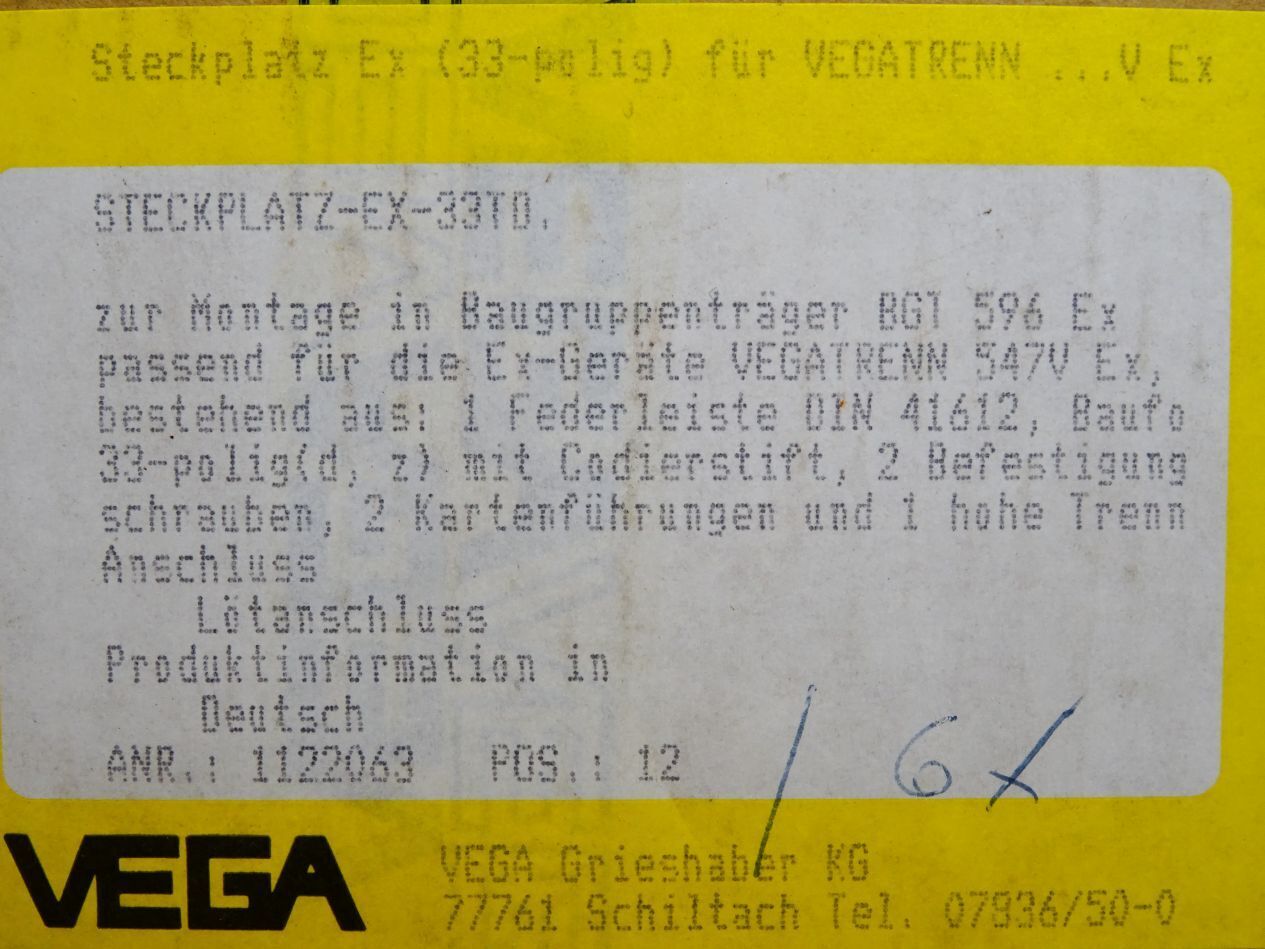 Steckplatz Ex (33-polig) für VEGATRENN ...V Ex
STECKPLATZ-EX-33TD.
zur Montage in Baugruppenträger BGT 596 Ex
passend für die Ex-Geräte VEGATRENN 547V Ex,
bestehend aus: 1 Federleiste DIN 41612, Baufo
33-polig(d, z) mit Codierstift, 2 Befestigung
schrauben, 2 Kartenführungen und 1 hohe Trenn
Anschluss
Lötanschluss
Produktinformation in
Deutsch
ANR.: 1122063 POS.: 12
/ 6x
VEGA
VEGA Grieshaber KG
77761 Schiltach Tel. 07836/50-0